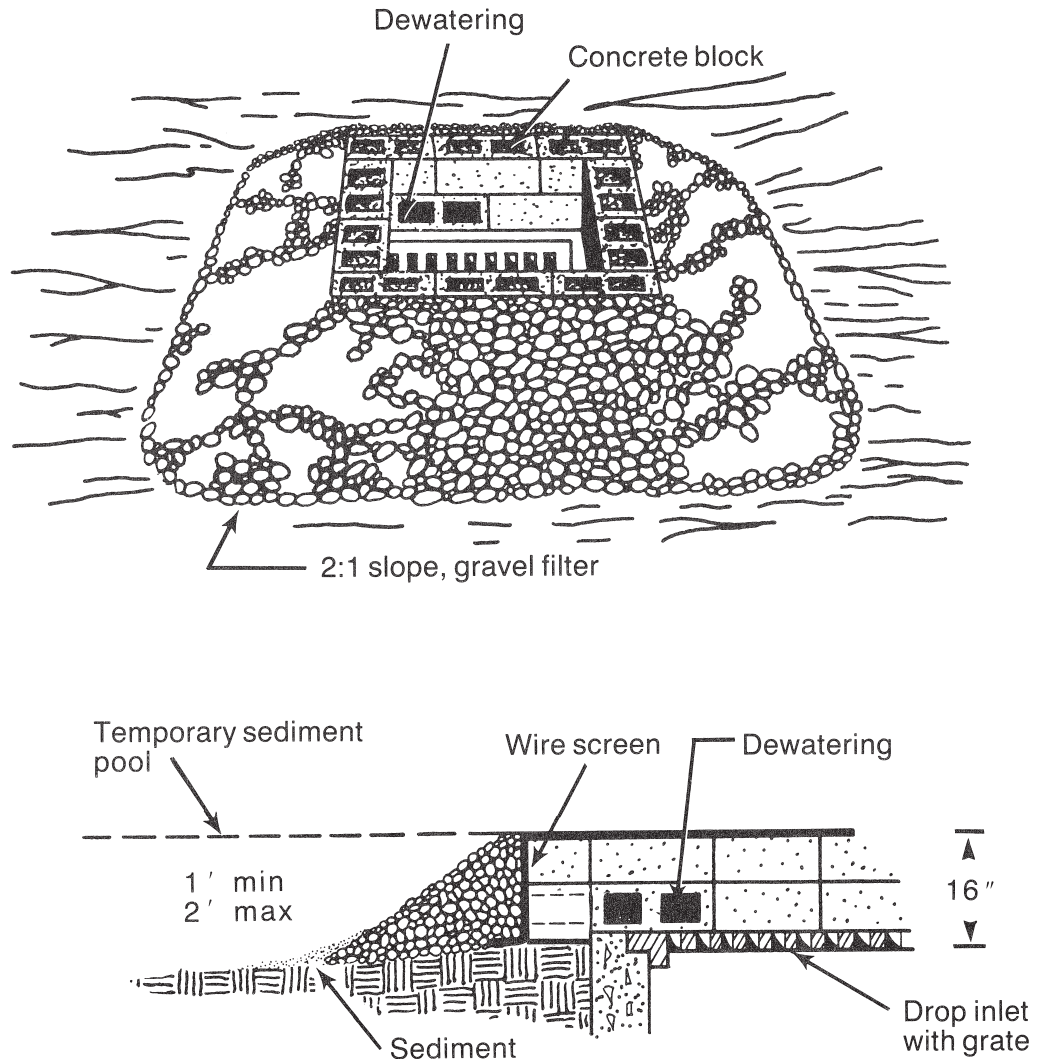 Dewatering
Concrete block
2:1 slope, gravel filter
Temporary sediment
pool
Wire screen
Dewatering
1′ min
2′ max
16″
Drop inlet
with grate
Sediment